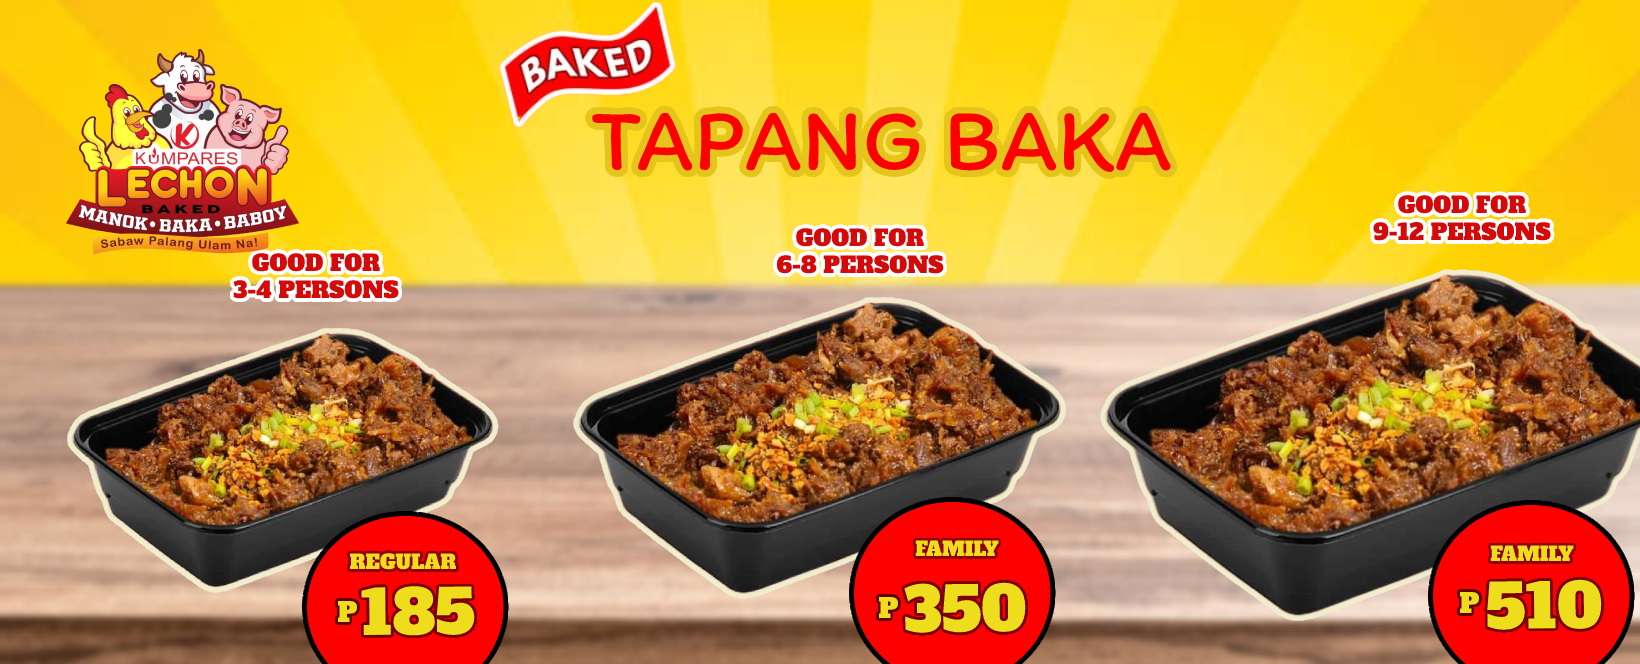 BAKED
TAPANG BAKA
K
KUMPARES
LECHON
BAKED
MANOK • BAKA • BABOY
Sabaw Palang Ulam Na!
GOOD FOR
3-4 PERSONS
REGULAR
P185
GOOD FOR
6-8 PERSONS
FAMILY
P350
GOOD FOR
9-12 PERSONS
FAMILY
P510